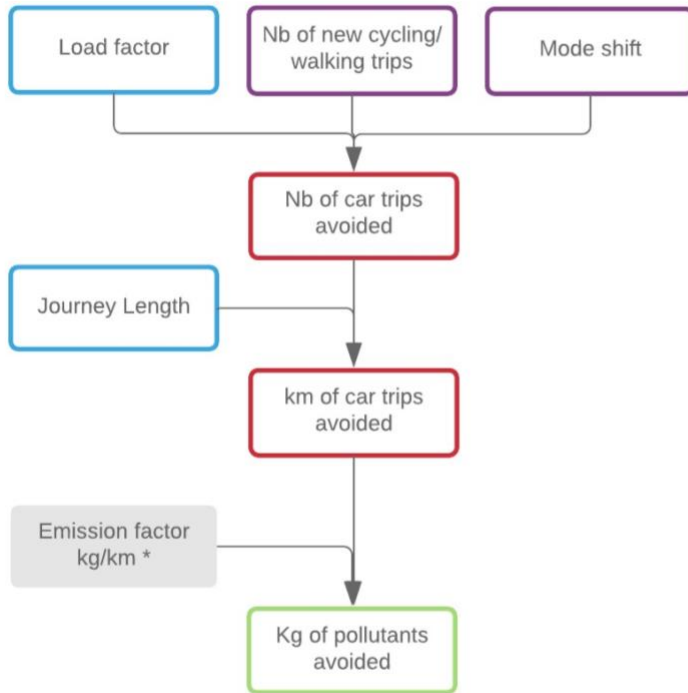 Load factor
Nb of new cycling/
walking trips
Mode shift
Nb of car trips
avoided
Journey Length
km of car trips
avoided
Emission factor
kg/km *
Kg of pollutants
avoided